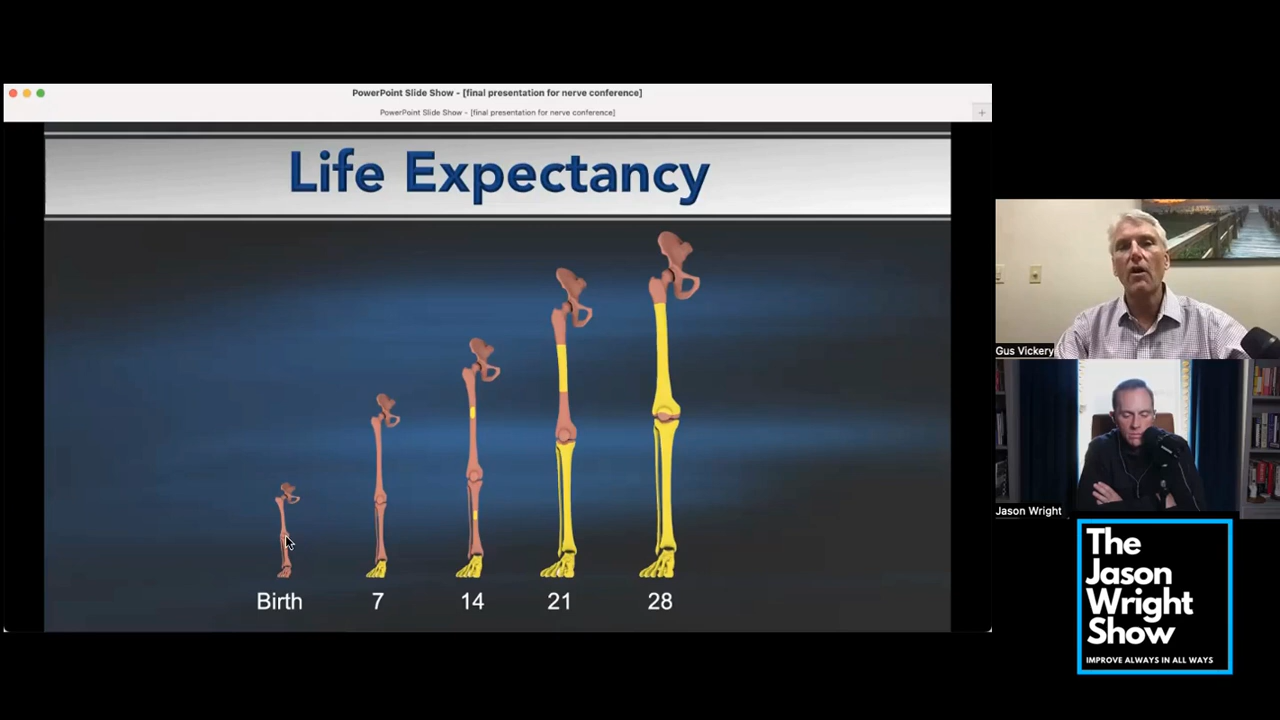 PowerPoint Slide Show - [final presentation for nerve conference]
PowerPoint Slide Show - [final presentation for nerve conference]
Life Expectancy
Birth 7 14 21 28
Gus Vickery
Jason Wright
The
Jason
Wright
Show
IMPROVE ALWAYS IN ALL WAYS